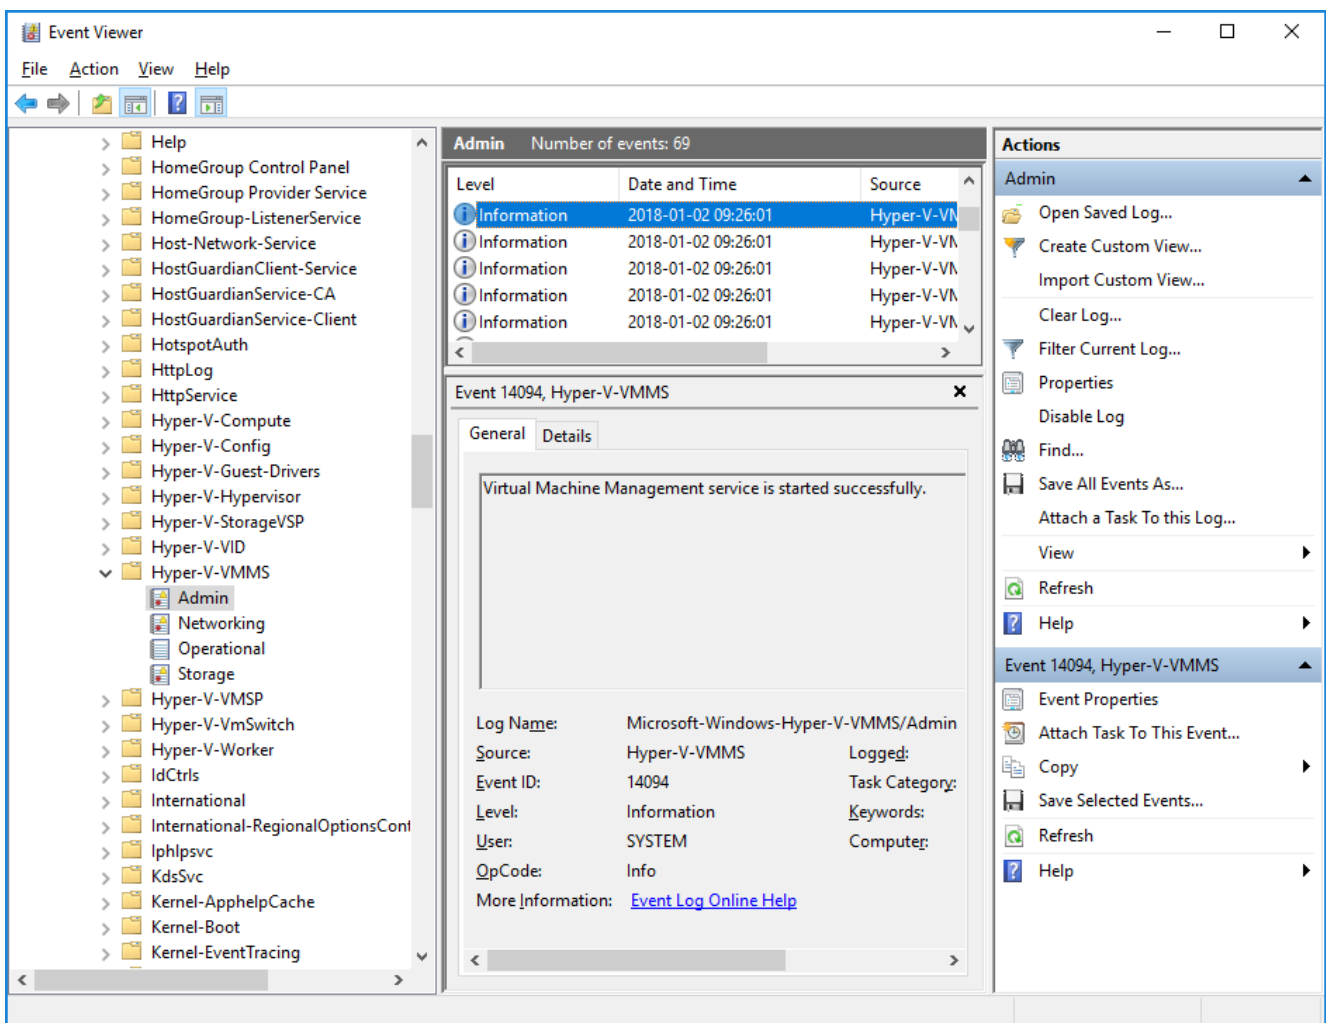 Event Viewer
File Action View Help
Help
HomeGroup Control Panel
HomeGroup Provider Service
HomeGroup-ListenerService
Host-Network-Service
HostGuardianClient-Service
HostGuardianService-CA
HostGuardianService-Client
HotspotAuth
HttpLog
HttpService
Hyper-V-Compute
Hyper-V-Config
Hyper-V-Guest-Drivers
Hyper-V-Hypervisor
Hyper-V-StorageVSP
Hyper-V-VID
Hyper-V-VMMS
Admin
Networking
Operational
Storage
Hyper-V-VMSP
Hyper-V-VmSwitch
Hyper-V-Worker
IdCtrls
International
International-RegionalOptionsCont
Iphlpsvc
KdsSvc
Kernel-ApphelpCache
Kernel-Boot
Kernel-EventTracing
Admin Number of events: 69
Level Date and Time Source
Information 2018-01-02 09:26:01 Hyper-V-VM
Information 2018-01-02 09:26:01 Hyper-V-VM
Information 2018-01-02 09:26:01 Hyper-V-VM
Information 2018-01-02 09:26:01 Hyper-V-VM
Information 2018-01-02 09:26:01 Hyper-V-VM
Event 14094, Hyper-V-VMMS
General Details
Virtual Machine Management service is started successfully.
Log Name: Microsoft-Windows-Hyper-V-VMMS/Admin
Source: Hyper-V-VMMS Logged:
Event ID: 14094 Task Category:
Level: Information Keywords:
User: SYSTEM Computer:
OpCode: Info
More Information: Event Log Online Help
Actions
Admin
Open Saved Log...
Create Custom View...
Import Custom View...
Clear Log...
Filter Current Log...
Properties
Disable Log
Find...
Save All Events As...
Attach a Task To this Log...
View
Refresh
Help
Event 14094, Hyper-V-VMMS
Event Properties
Attach Task To This Event...
Copy
Save Selected Events...
Refresh
Help